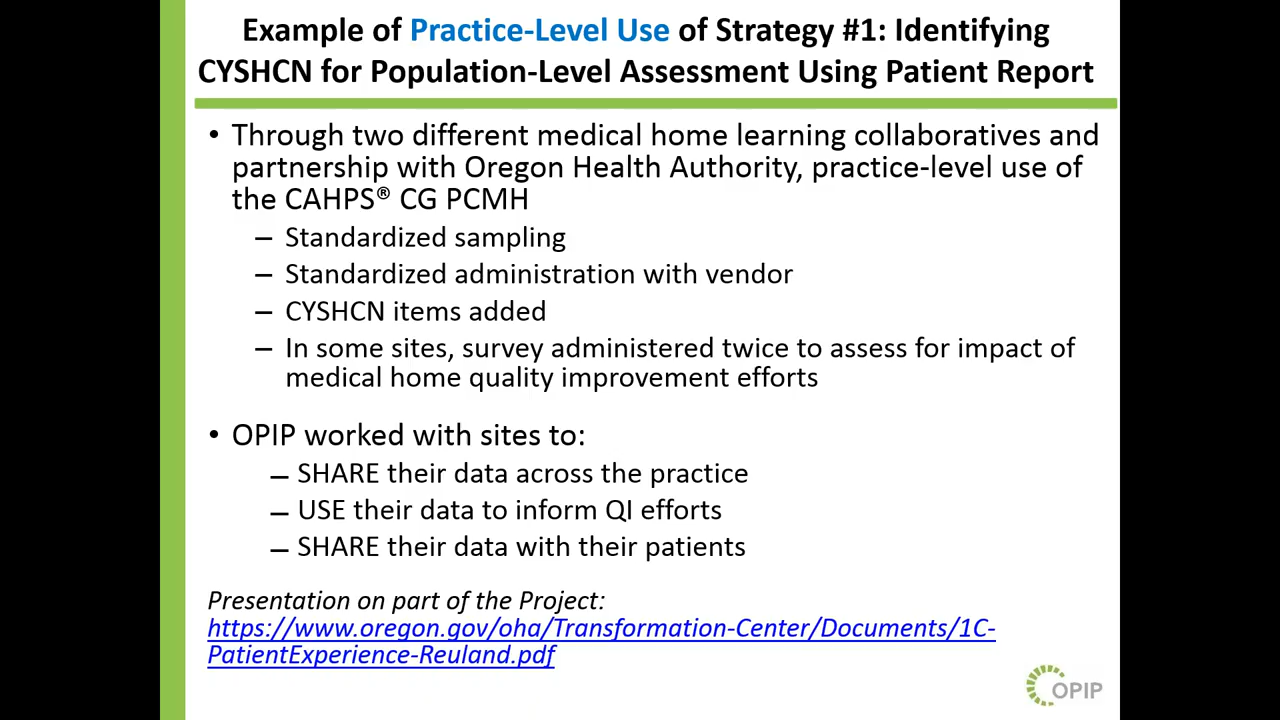 Example of Practice-Level Use of Strategy #1: Identifying
CYSHCN for Population-Level Assessment Using Patient Report
• Through two different medical home learning collaboratives and
partnership with Oregon Health Authority, practice-level use of
the CAHPS® CG PCMH
– Standardized sampling
– Standardized administration with vendor
– CYSHCN items added
– In some sites, survey administered twice to assess for impact of
medical home quality improvement efforts
• OPIP worked with sites to:
– SHARE their data across the practice
– USE their data to inform QI efforts
– SHARE their data with their patients
Presentation on part of the Project:
https://www.oregon.gov/oha/Transformation-Center/Documents/1C-
PatientExperience-Reuland.pdf
OPIP